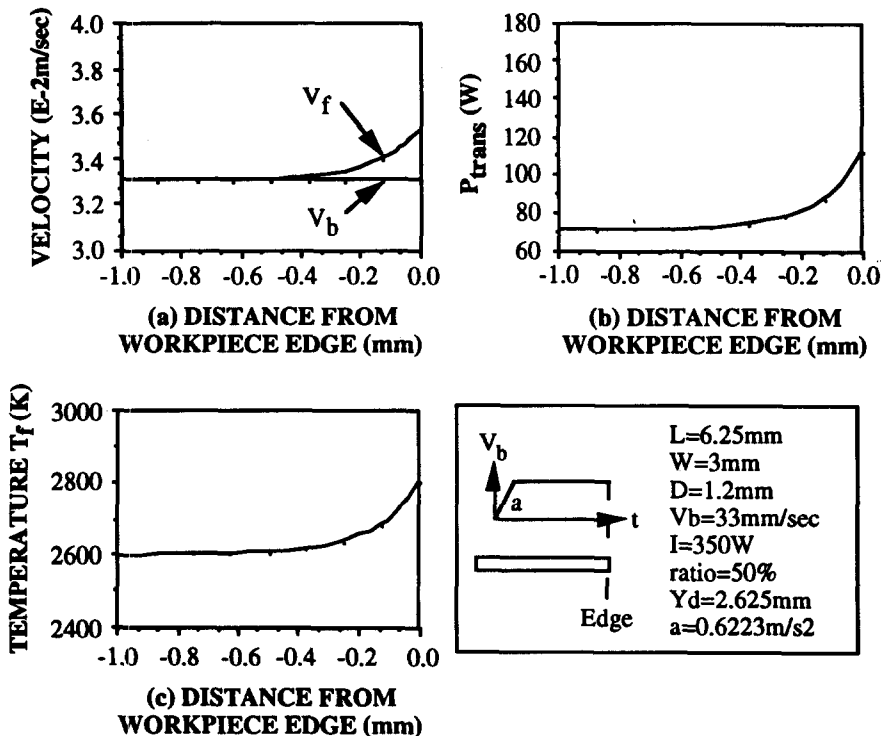 VELOCITY (E-2m/sec)
4.0
3.8
3.6
3.4
3.2
3.0
V_f
V_b
-1.0 -0.8 -0.6 -0.4 -0.2 0.0
(a) DISTANCE FROM
WORKPIECE EDGE (mm)
P_trans (W)
180
160
140
120
100
80
60
-1.0 -0.8 -0.6 -0.4 -0.2 0.0
(b) DISTANCE FROM
WORKPIECE EDGE (mm)
TEMPERATURE T_f (K)
3000
2800
2600
2400
-1.0 -0.8 -0.6 -0.4 -0.2 0.0
(c) DISTANCE FROM
WORKPIECE EDGE (mm)
V_b
a
t
Edge
L=6.25mm
W=3mm
D=1.2mm
Vb=33mm/sec
I=350W
ratio=50%
Yd=2.625mm
a=0.6223m/s2